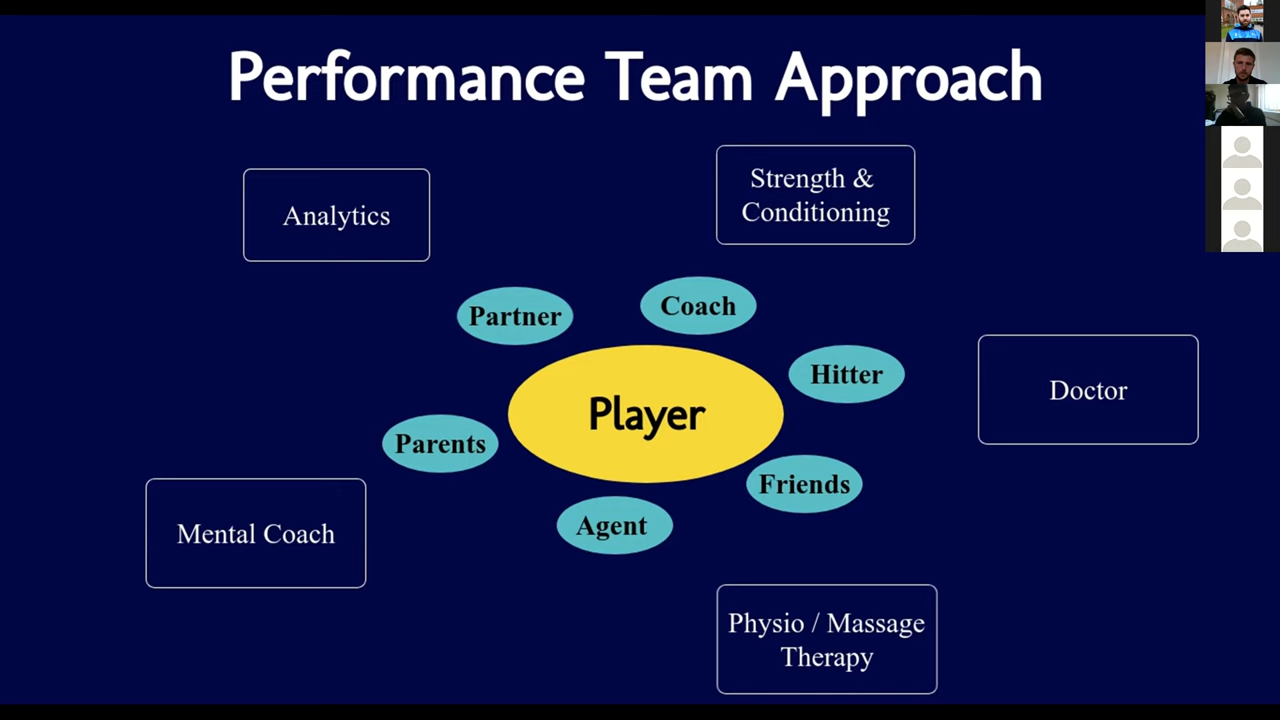 Performance Team Approach
Analytics
Strength &
Conditioning
Partner
Coach
Hitter
Player
Doctor
Parents
Friends
Agent
Mental Coach
Physio / Massage
Therapy